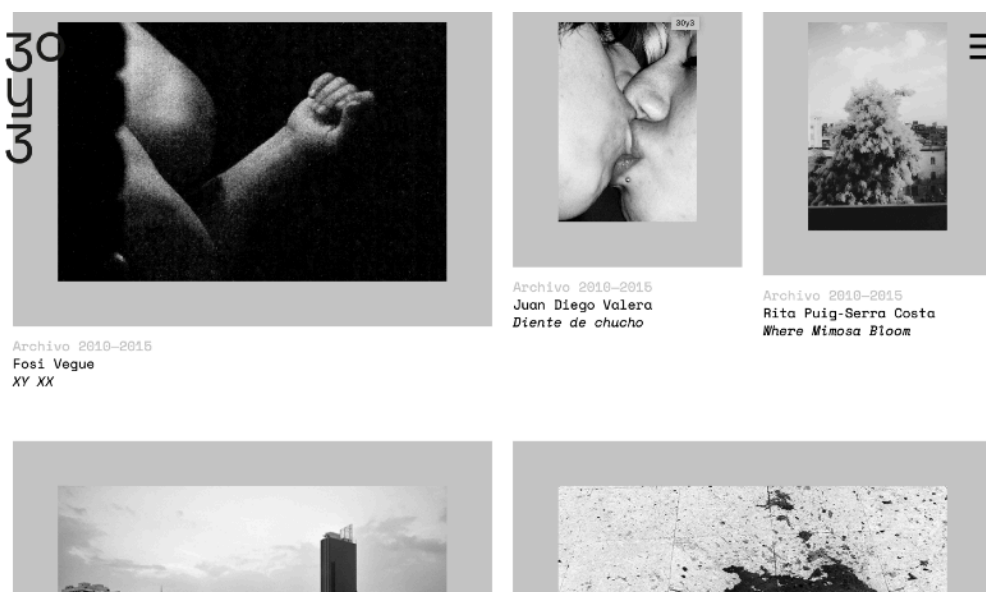 30
y
3
30y3
Archivo 2010–2015
Fosi Vegue
XY XX
Archivo 2010–2015
Juan Diego Valera
Diente de chucho
Archivo 2010–2015
Rita Puig-Serra Costa
Where Mimosa Bloom